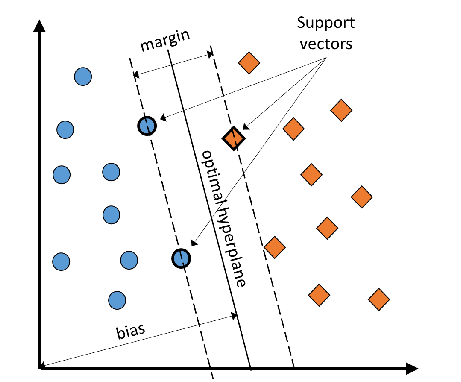 Support
vectors
margin
optimal hyperplane
bias